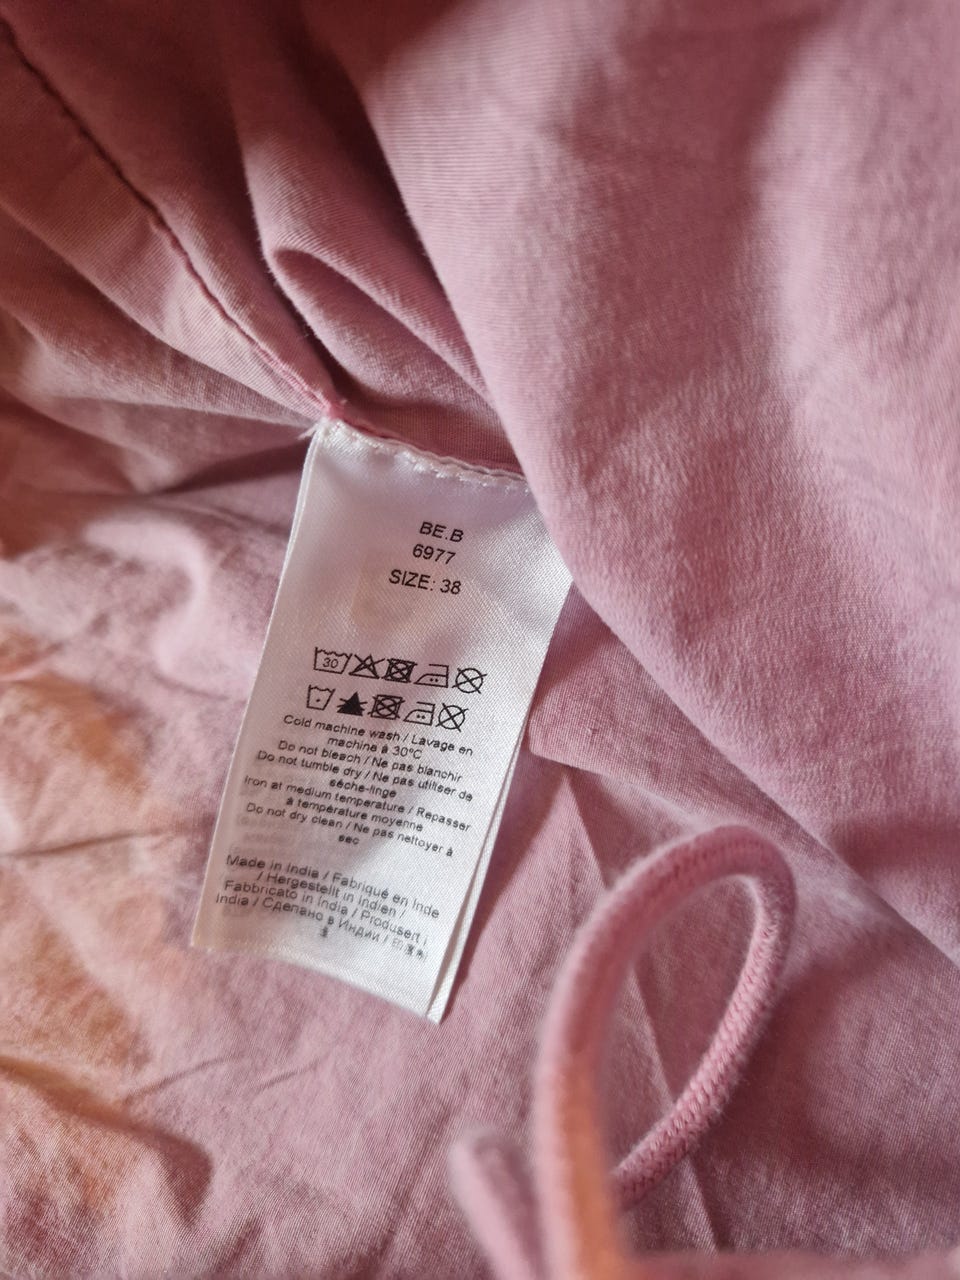 BE.B
6977
SIZE: 38
30
Cold machine wash / Lavage en
machine à 30°C
Do not bleach / Ne pas blanchir
Do not tumble dry / Ne pas utiliser de
sèche-linge
Iron at medium temperature / Repasser
à température moyenne
Do not dry clean / Ne pas nettoyer à
sec
Made in India / Fabriqué en Inde
/ Hergestellt in Indien /
Fabbricato in India / Produsert i
India / Сделано в Индии /